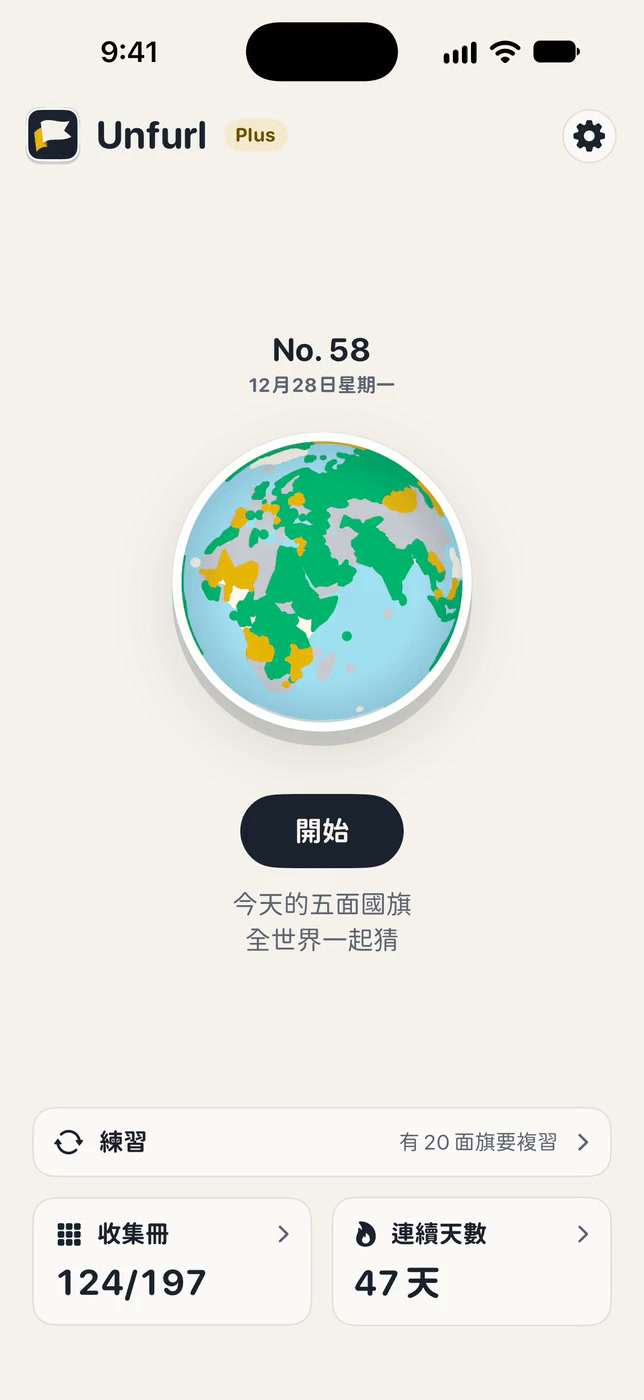 9:41
Unfurl Plus
No. 58
12月28日星期一
開始
今天的五面國旗
全世界一起猜
練習 有 20 面旗要複習
收集冊
124/197
連續天數
47 天